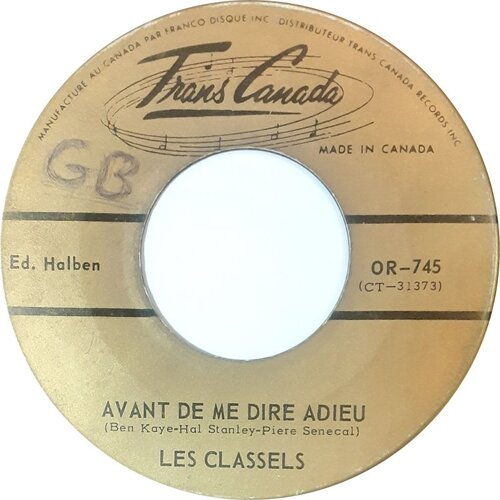 MANUFACTURE AU CANADA PAR FRANCO DISQUE INC. DISTRIBUTEUR TRANS CANADA RECORDS INC
Trans Canada
MADE IN CANADA
GB
Ed. Halben
OR-745
(CT-31373)
AVANT DE ME DIRE ADIEU
(Ben Kaye-Hal Stanley-Piere Senecal)
LES CLASSELS